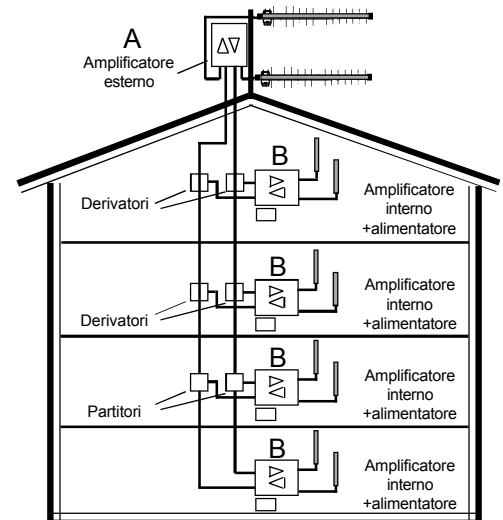 A
Amplificatore
esterno
B
Derivatori
Amplificatore
interno
+alimentatore
B
Derivatori
Amplificatore
interno
+alimentatore
B
Partitori
Amplificatore
interno
+alimentatore
B
Amplificatore
interno
+alimentatore